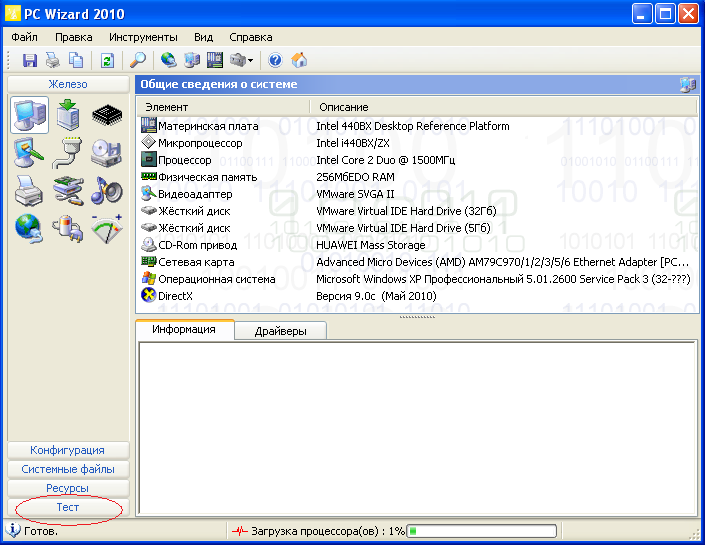 PC Wizard 2010
Файл Правка Инструменты Вид Справка
Железо
Общие сведения о системе
Элемент Описание
Материнская плата Intel 440BX Desktop Reference Platform
Микропроцессор Intel i440BX/ZX
Процессор Intel Core 2 Duo @ 1500МГц
Физическая память 256МбEDO RAM
Видеоадаптер VMware SVGA II
Жёсткий диск VMware Virtual IDE Hard Drive (32Гб)
Жёсткий диск VMware Virtual IDE Hard Drive (5Гб)
CD-Rom привод HUAWEI Mass Storage
Сетевая карта Advanced Micro Devices (AMD) AM79C970/1/2/3/5/6 Ethernet Adapter [PC...
Операционная система Microsoft Windows XP Профессиональный 5.01.2600 Service Pack 3 (32-???)
DirectX Версия 9.0c (Май 2010)
Информация Драйверы
Конфигурация
Системные файлы
Ресурсы
Тест
Готов. Загрузка процессора(ов) : 1%